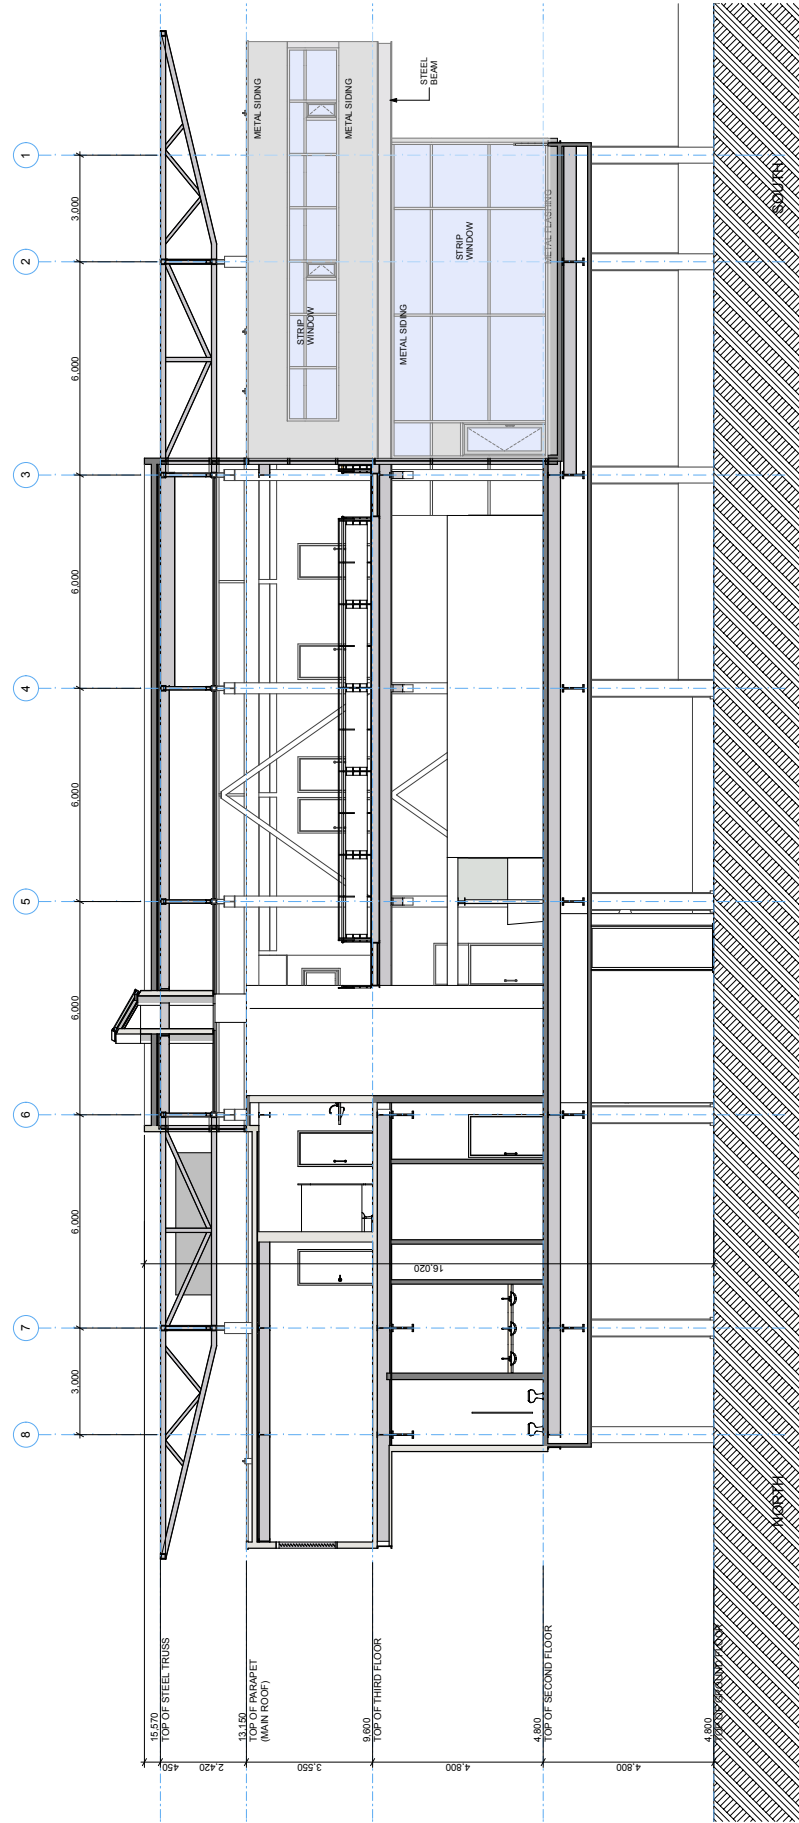 1
2
3
4
5
6
7
8
3,000
6,000
6,000
6,000
6,000
6,000
3,000
METAL SIDING
METAL SIDING
STRIP
WINDOW
STEEL
BEAM
METAL SIDING
STRIP
WINDOW
METAL FLASHING
16,020
15,570
TOP OF STEEL TRUSS
13,150
TOP OF PARAPET
(MAIN ROOF)
9,600
TOP OF THIRD FLOOR
4,800
TOP OF SECOND FLOOR
4,800
TOP OF GROUND FLOOR
450
2,420
3,550
4,800
4,800
NORTH
SOUTH